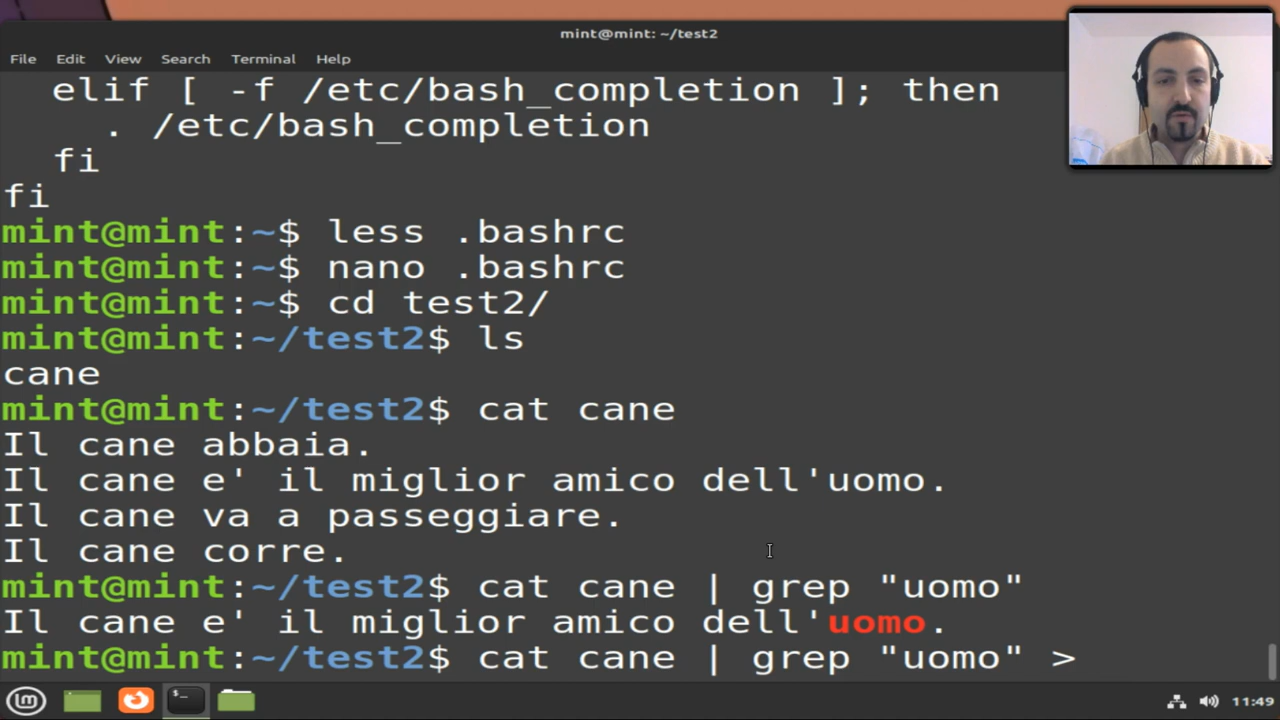 mint@mint: ~/test2
File Edit View Search Terminal Help
elif [ -f /etc/bash_completion ]; then
. /etc/bash_completion
fi
fi
mint@mint:~$ less .bashrc
mint@mint:~$ nano .bashrc
mint@mint:~$ cd test2/
mint@mint:~/test2$ ls
cane
mint@mint:~/test2$ cat cane
Il cane abbaia.
Il cane e' il miglior amico dell'uomo.
Il cane va a passeggiare.
Il cane corre.
mint@mint:~/test2$ cat cane | grep "uomo"
Il cane e' il miglior amico dell'uomo.
mint@mint:~/test2$ cat cane | grep "uomo" >
11:49